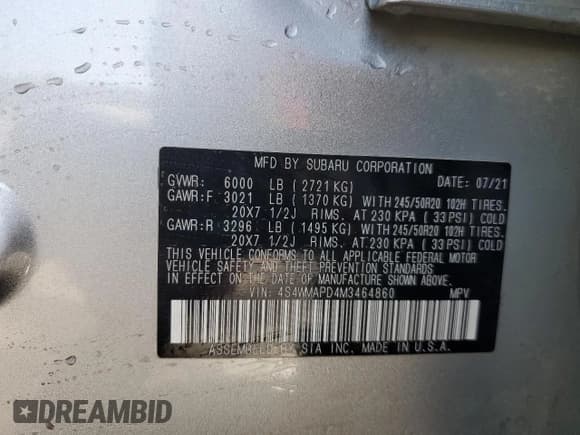 MFD BY SUBARU CORPORATION
GVWR: 6000 LB ( 2721 KG) DATE: 07/21
GAWR:F 3021 LB ( 1370 KG) WITH 245/50R20 102H TIRES.
20X7 1/2J RIMS. AT 230 KPA ( 33 PSI) COLD
GAWR:R 3296 LB ( 1495 KG) WITH 245/50R20 102H TIRES.
20X7 1/2J RIMS. AT 230 KPA ( 33 PSI) COLD
THIS VEHICLE CONFORMS TO ALL APPLICABLE FEDERAL MOTOR
VEHICLE SAFETY AND THEFT PREVENTION STANDARDS
IN EFFECT ON THE DATE OF MANUFACTURE SHOWN ABOVE.
VIN: 4S4WMAPD4M3464860 MPV
ASSEMBLED BY SIA INC. MADE IN U.S.A.
DREAMBID